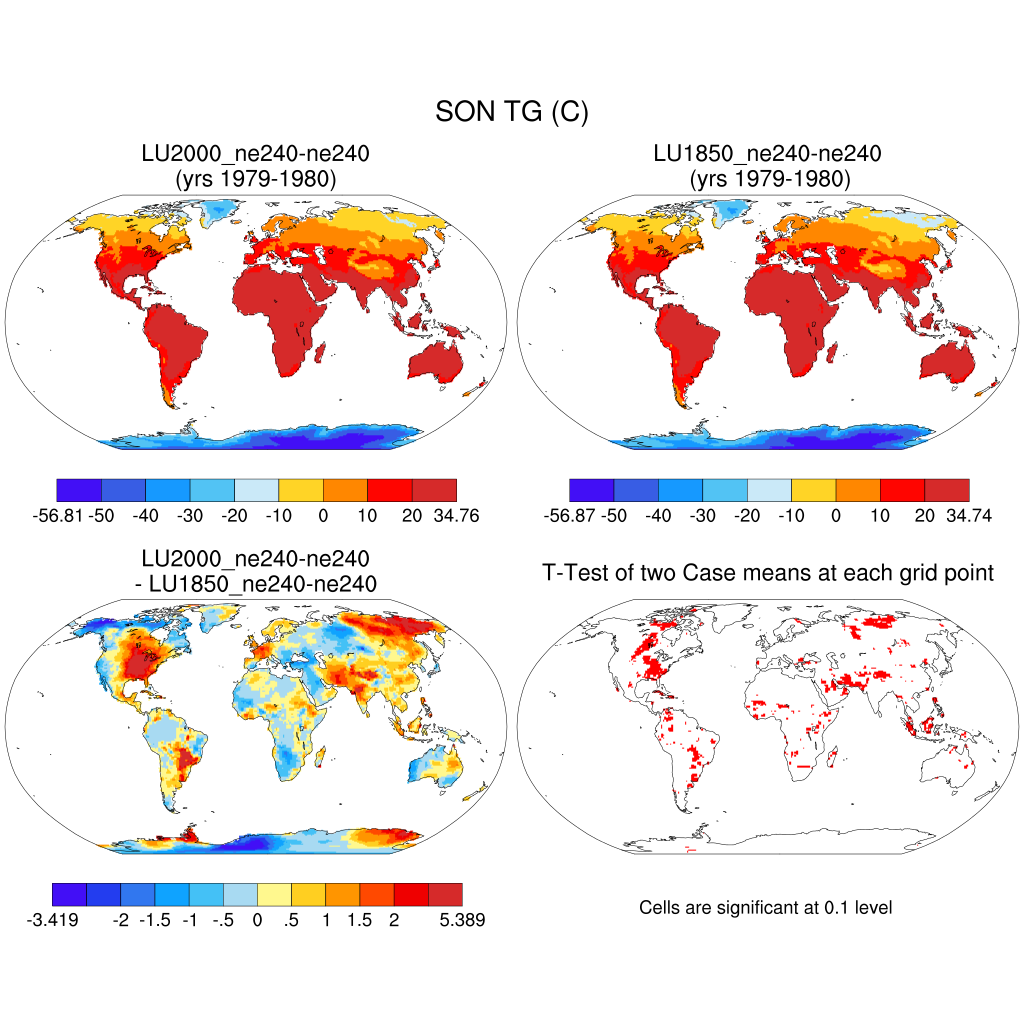 SON TG (C)
LU2000_ne240-ne240
(yrs 1979-1980)
LU1850_ne240-ne240
(yrs 1979-1980)
-56.81 -50 -40 -30 -20 -10 0 10 20 34.76
-56.87 -50 -40 -30 -20 -10 0 10 20 34.74
LU2000_ne240-ne240
- LU1850_ne240-ne240
T-Test of two Case means at each grid point
-3.419 -2 -1.5 -1 -.5 0 .5 1 1.5 2 5.389
Cells are significant at 0.1 level